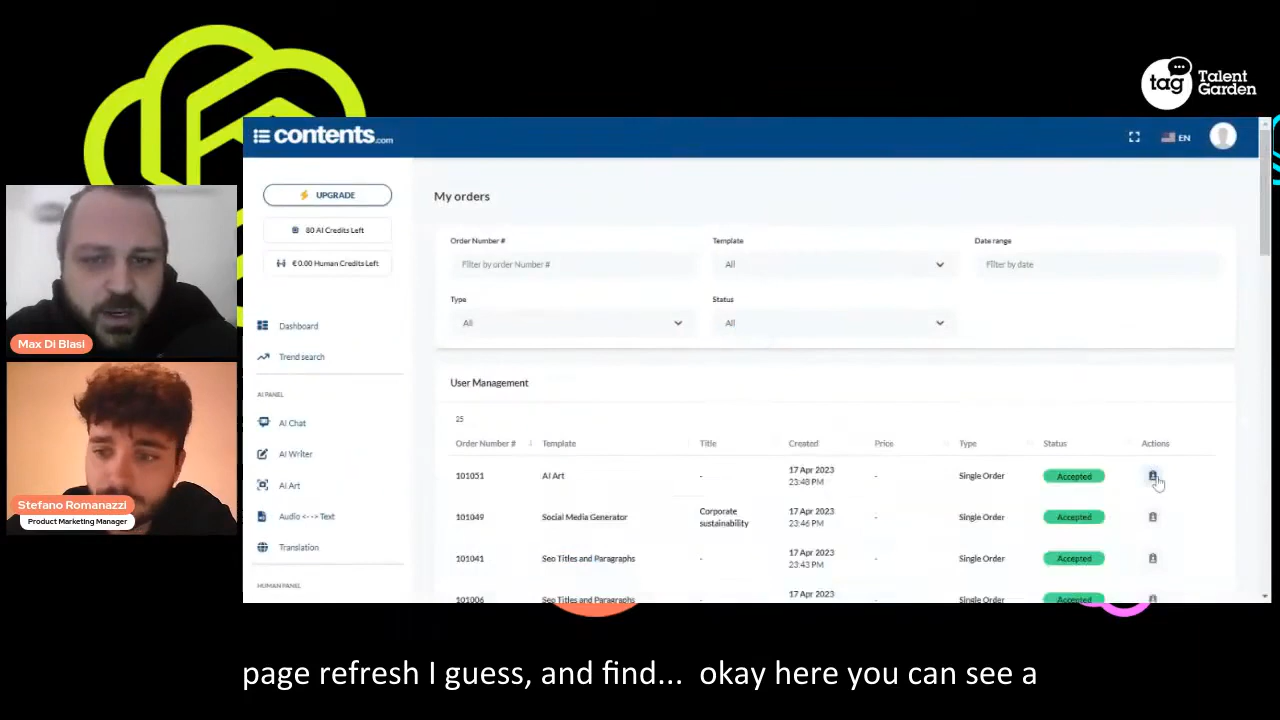 tag
Talent
Garden
contents.com
EN
UPGRADE
80 AI Credits Left
€0.00 Human Credits Left
Dashboard
Trend search
AI PANEL
AI Chat
AI Writer
AI Art
Audio <--> Text
Translation
HUMAN PANEL
My orders
Order Number #
Template
Date range
Filter by order Number #
All
Filter by date
Type
Status
All
All
User Management
25
Order Number # Template Title Created Price Type Status Actions
101051 AI Art - 17 Apr 2023 23:48 PM - Single Order Accepted
101049 Social Media Generator Corporate sustainability 17 Apr 2023 23:46 PM - Single Order Accepted
101041 Seo Titles and Paragraphs - 17 Apr 2023 23:43 PM - Single Order Accepted
101006 Seo Titles and Paragraphs - 17 Apr 2023 - Single Order Accepted
Max Di Blasi
Stefano Romanazzi
Product Marketing Manager
page refresh I guess, and find... okay here you can see a